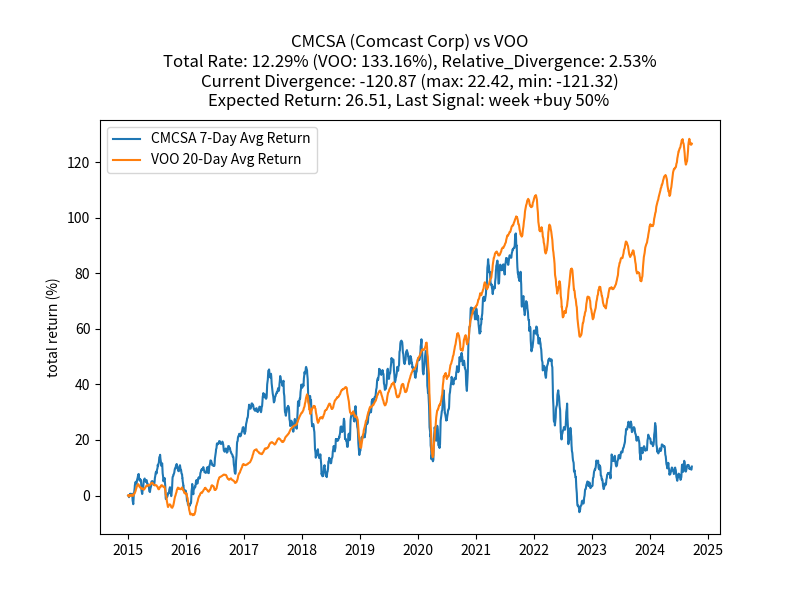 CMCSA (Comcast Corp) vs VOO
Total Rate: 12.29% (VOO: 133.16%), Relative_Divergence: 2.53%
Current Divergence: -120.87 (max: 22.42, min: -121.32)
Expected Return: 26.51, Last Signal: week +buy 50%
CMCSA 7-Day Avg Return
VOO 20-Day Avg Return
total return (%)
120
100
80
60
40
20
0
2015 2016 2017 2018 2019 2020 2021 2022 2023 2024 2025